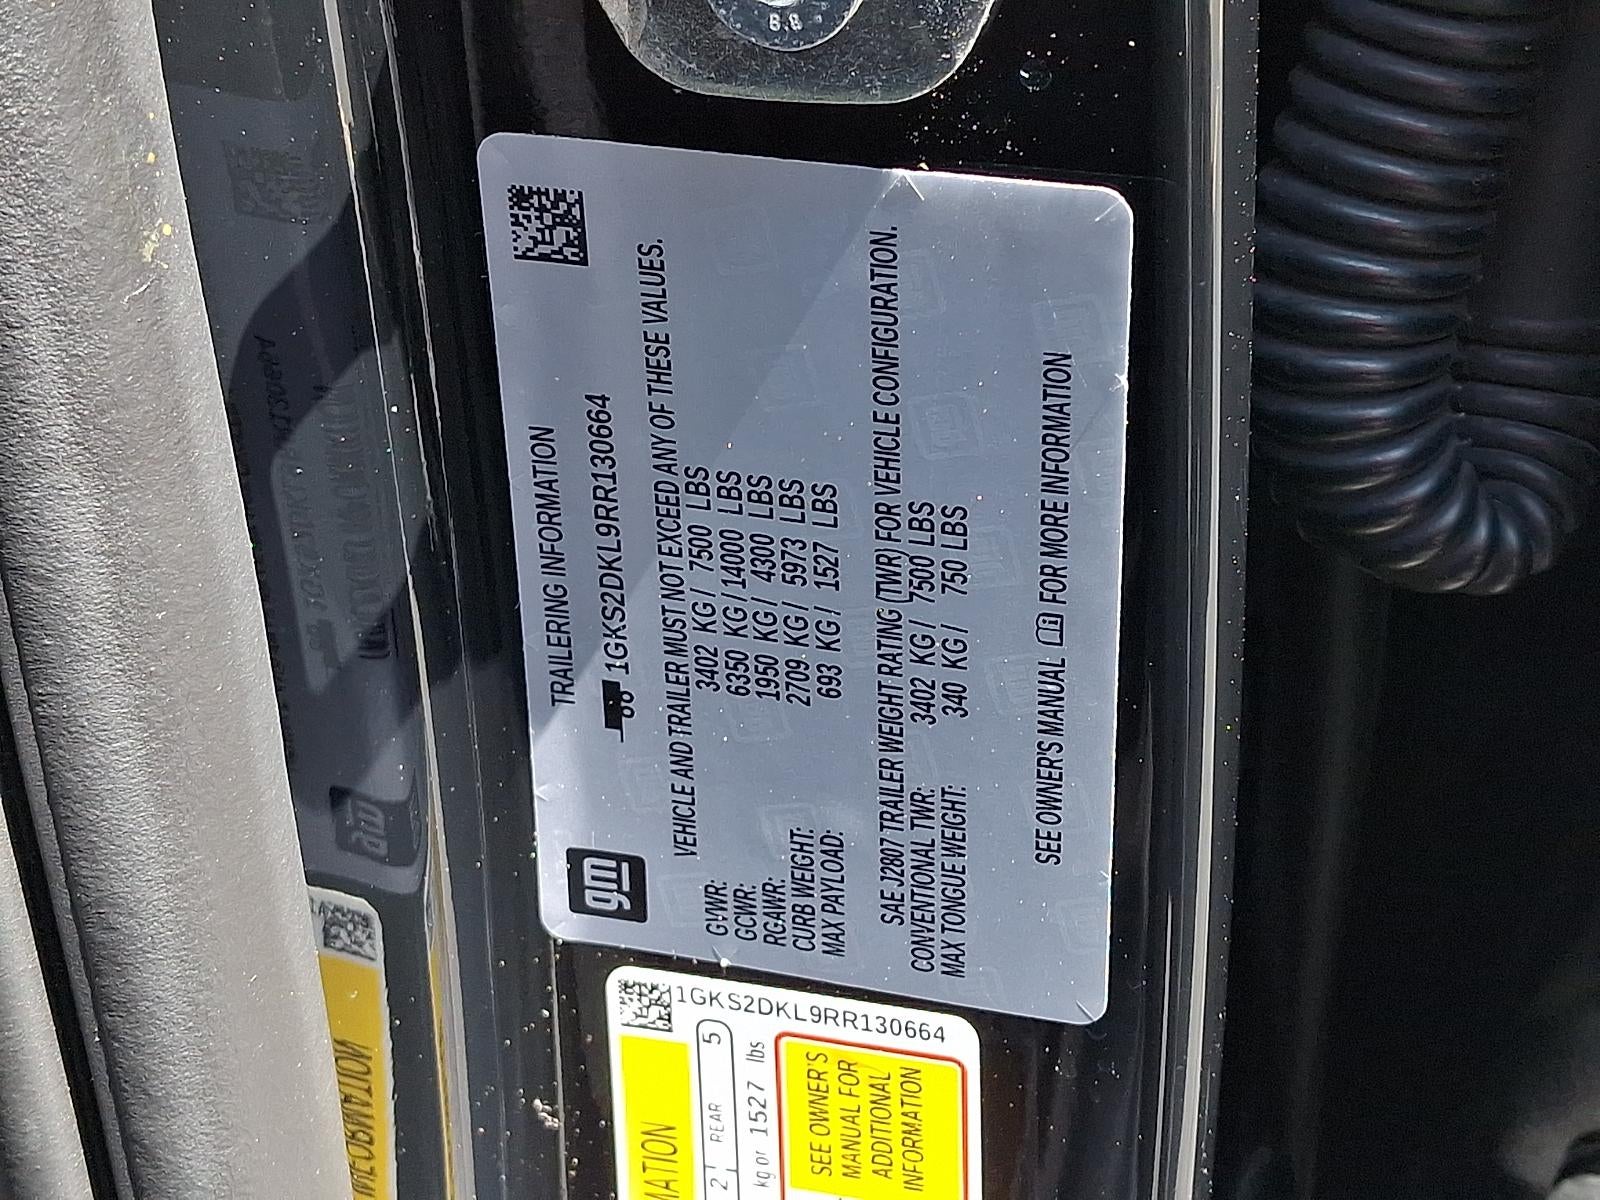 gm
TRAILERING INFORMATION
1GKS2DKL9RR130664
VEHICLE AND TRAILER MUST NOT EXCEED ANY OF THESE VALUES.
GVWR: 3402 KG / 7500 LBS
GCWR: 6350 KG / 14000 LBS
RGAWR: 1950 KG / 4300 LBS
CURB WEIGHT: 2709 KG / 5973 LBS
MAX PAYLOAD: 693 KG / 1527 LBS
SAE J2807 TRAILER WEIGHT RATING (TWR) FOR VEHICLE CONFIGURATION.
CONVENTIONAL TWR: 3402 KG / 7500 LBS
MAX TONGUE WEIGHT: 340 KG / 750 LBS
SEE OWNER'S MANUAL FOR MORE INFORMATION
1GKS2DKL9RR130664
MATION
2 REAR 5
kg or 1527 lbs
SEE OWNER'S
MANUAL FOR
ADDITIONAL
INFORMATION